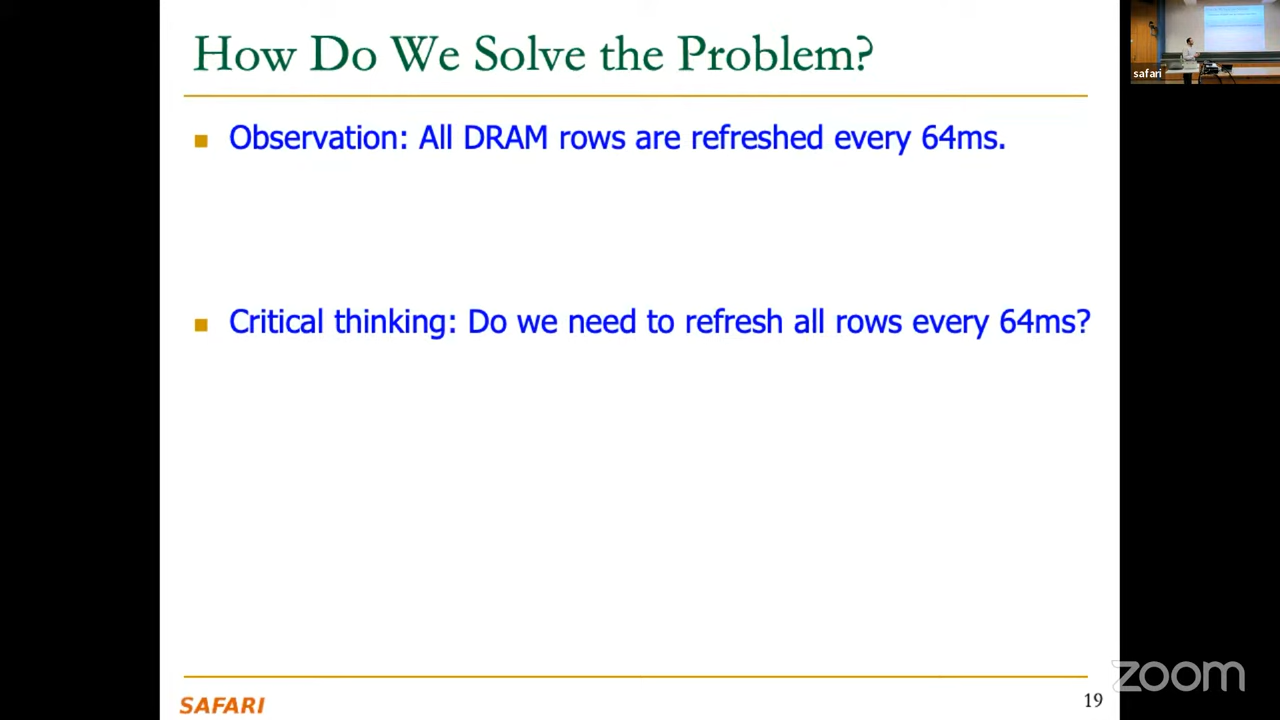 How Do We Solve the Problem?
safari
Observation: All DRAM rows are refreshed every 64ms.
Critical thinking: Do we need to refresh all rows every 64ms?
SAFARI
19
zoom